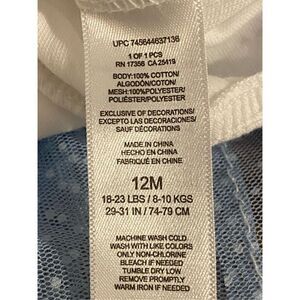 UPC 745644637136
1 OF 1 PCS
RN 17356 CA 25419
BODY:100% COTTON/
ALGODÓN/COTON/
MESH:100%POLYESTER/
POLIÉSTER/POLYESTER
EXCLUSIVE OF DECORATIONS/
EXCEPTO LAS DECORACIONES/
SAUF DÉCORATIONS
MADE IN CHINA
HECHO EN CHINA
FABRIQUÉ EN CHINE
12M
18-23 LBS / 8-10 KGS
29-31 IN / 74-79 CM
MACHINE WASH COLD
WASH WITH LIKE COLORS
ONLY NON-CHLORINE
BLEACH IF NEEDED
TUMBLE DRY LOW
REMOVE PROMPTLY
WARM IRON IF NEEDED